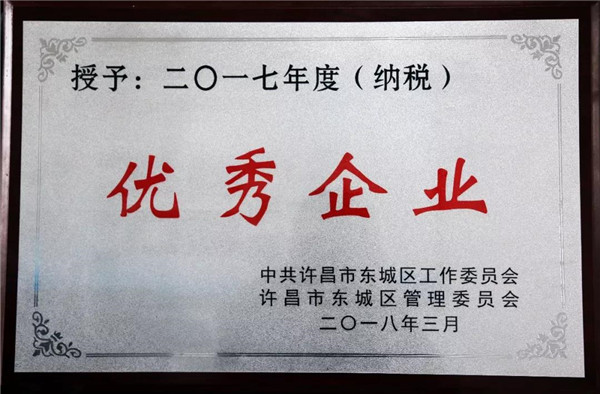 授予：二〇一七年度（纳税）
优秀企业
中共许昌市东城区工作委员会
许昌市东城区管理委员会
二〇一八年三月